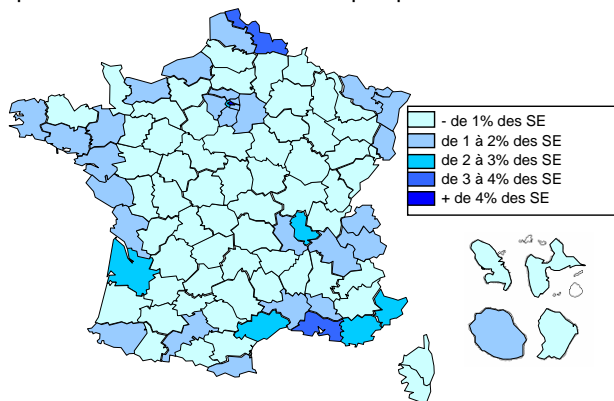 - de 1% des SE
de 1 à 2% des SE
de 2 à 3% des SE
de 3 à 4% des SE
+ de 4% des SE